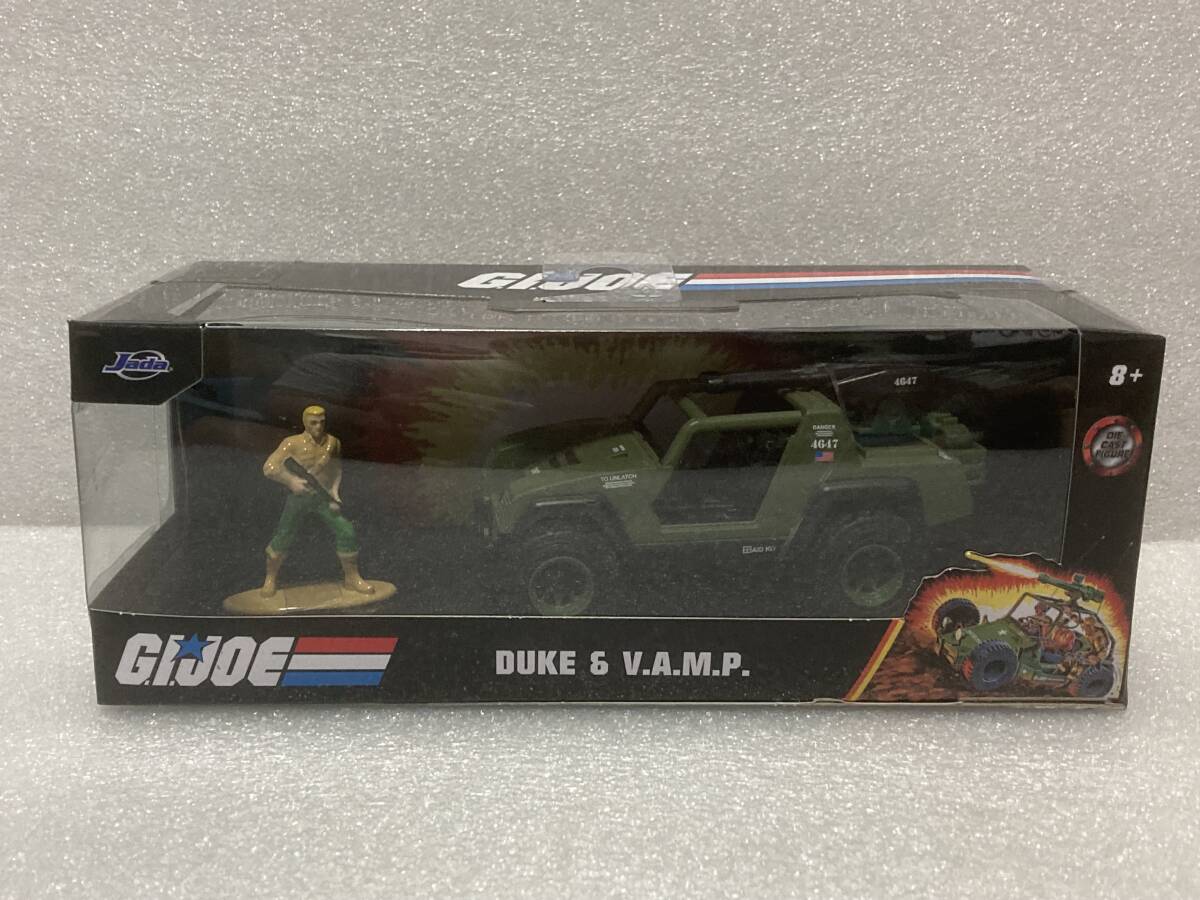 G.I.JOE
Jada
8+
DIE
CAST
FIGURE
4647
DANGER
4647
TO UNLATCH
AID KIT
G.I.JOE
DUKE & V.A.M.P.